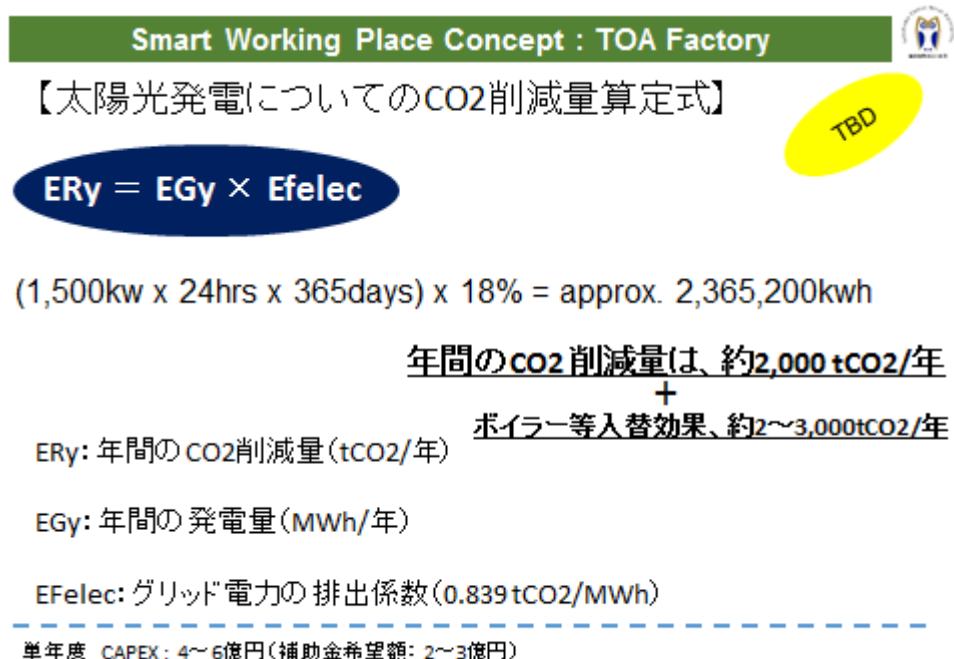 Smart Working Place Concept : TOA Factory
【太陽光発電についてのCO2削減量算定式】
TBD
ERy ＝ EGy × Efelec
(1,500kw x 24hrs x 365days) x 18% = approx. 2,365,200kwh
年間のCO2削減量は、約2,000 tCO2/年
＋
ボイラー等入替効果、約2～3,000tCO2/年
ERy: 年間のCO2削減量(tCO2/年)
EGy: 年間の発電量(MWh/年)
EFelec: グリッド電力の排出係数(0.839 tCO2/MWh)
単年度 CAPEX : 4～6億円(補助金希望額: 2～3億円)